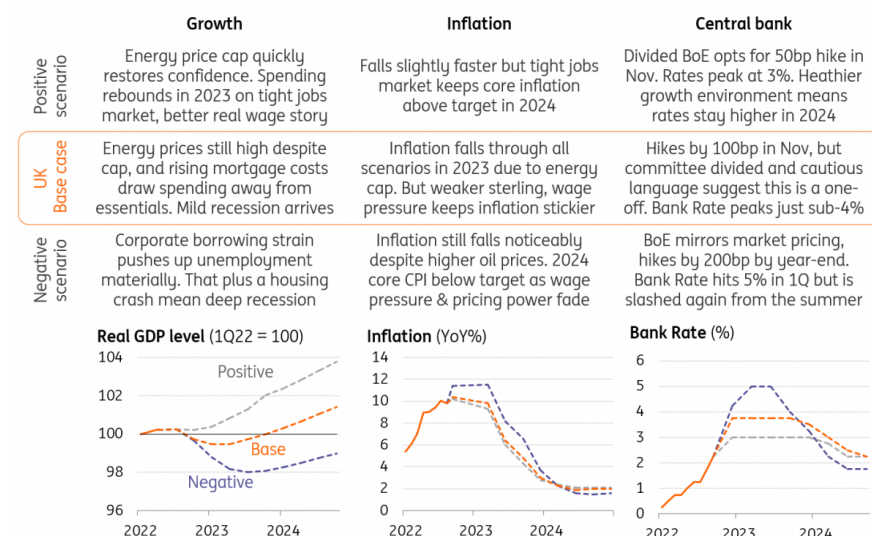 Growth
Inflation
Central bank
Positive
scenario
Energy price cap quickly
restores confidence. Spending
rebounds in 2023 on tight jobs
market, better real wage story
Falls slightly faster but tight jobs
market keeps core inflation
above target in 2024
Divided BoE opts for 50bp hike in
Nov. Rates peak at 3%. Heathier
growth environment means
rates stay higher in 2024
UK
Base case
Energy prices still high despite
cap, and rising mortgage costs
draw spending away from
essentials. Mild recession arrives
Inflation falls through all
scenarios in 2023 due to energy
cap. But weaker sterling, wage
pressure keeps inflation stickier
Hikes by 100bp in Nov, but
committee divided and cautious
language suggest this is a one-
off. Bank Rate peaks just sub-4%
Negative
scenario
Corporate borrowing strain
pushes up unemployment
materially. That plus a housing
crash mean deep recession
Inflation still falls noticeably
despite higher oil prices. 2024
core CPI below target as wage
pressure & pricing power fade
BoE mirrors market pricing,
hikes by 200bp by year-end.
Bank Rate hits 5% in 1Q but is
slashed again from the summer
Real GDP level (1Q22 = 100)
104
102
100
98
96
Positive
Base
Negative
2022
2023
2024
Inflation (YoY%)
14
12
10
8
6
4
2
0
2022
2023
2024
Bank Rate (%)
6
5
4
3
2
1
0
2022
2023
2024